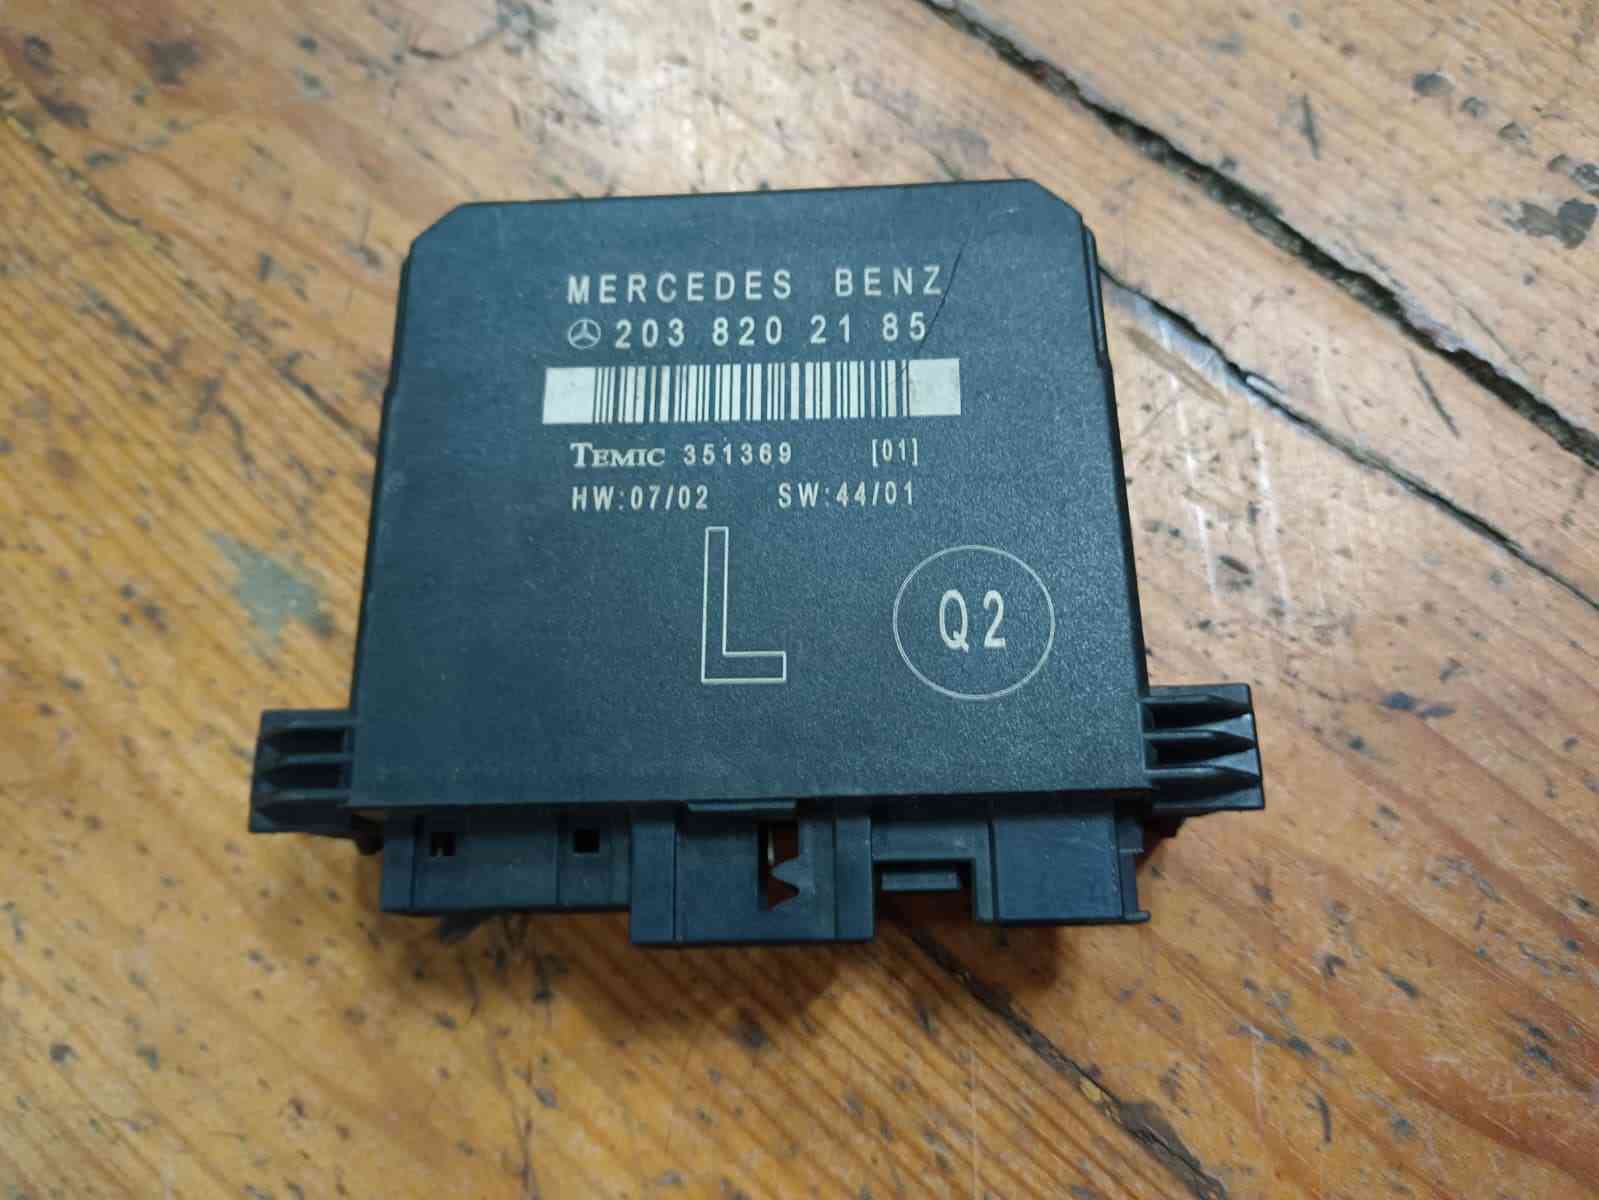 MERCEDES BENZ
203 820 21 85
TEMIC 351369 [01]
HW:07/02 SW:44/01
L
Q2